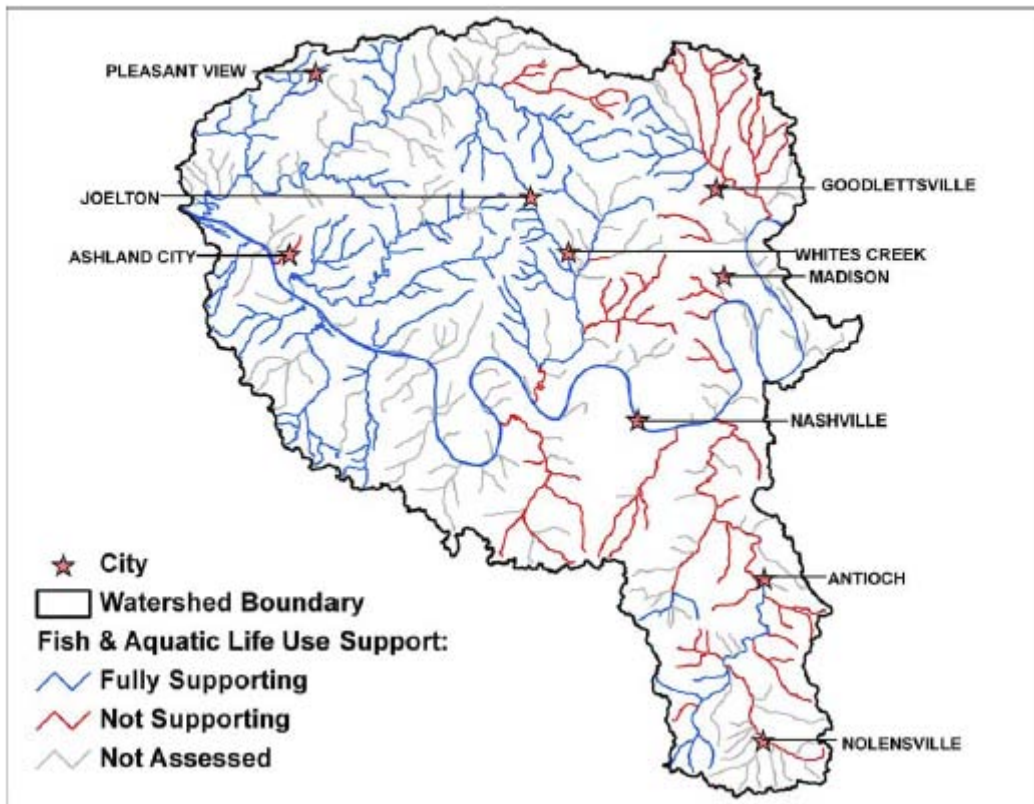 PLEASANT VIEW
JOELTON
GOODLETTSVILLE
ASHLAND CITY
WHITES CREEK
MADISON
NASHVILLE
City
Watershed Boundary
ANTIOCH
Fish & Aquatic Life Use Support:
Fully Supporting
Not Supporting
Not Assessed
NOLENSVILLE